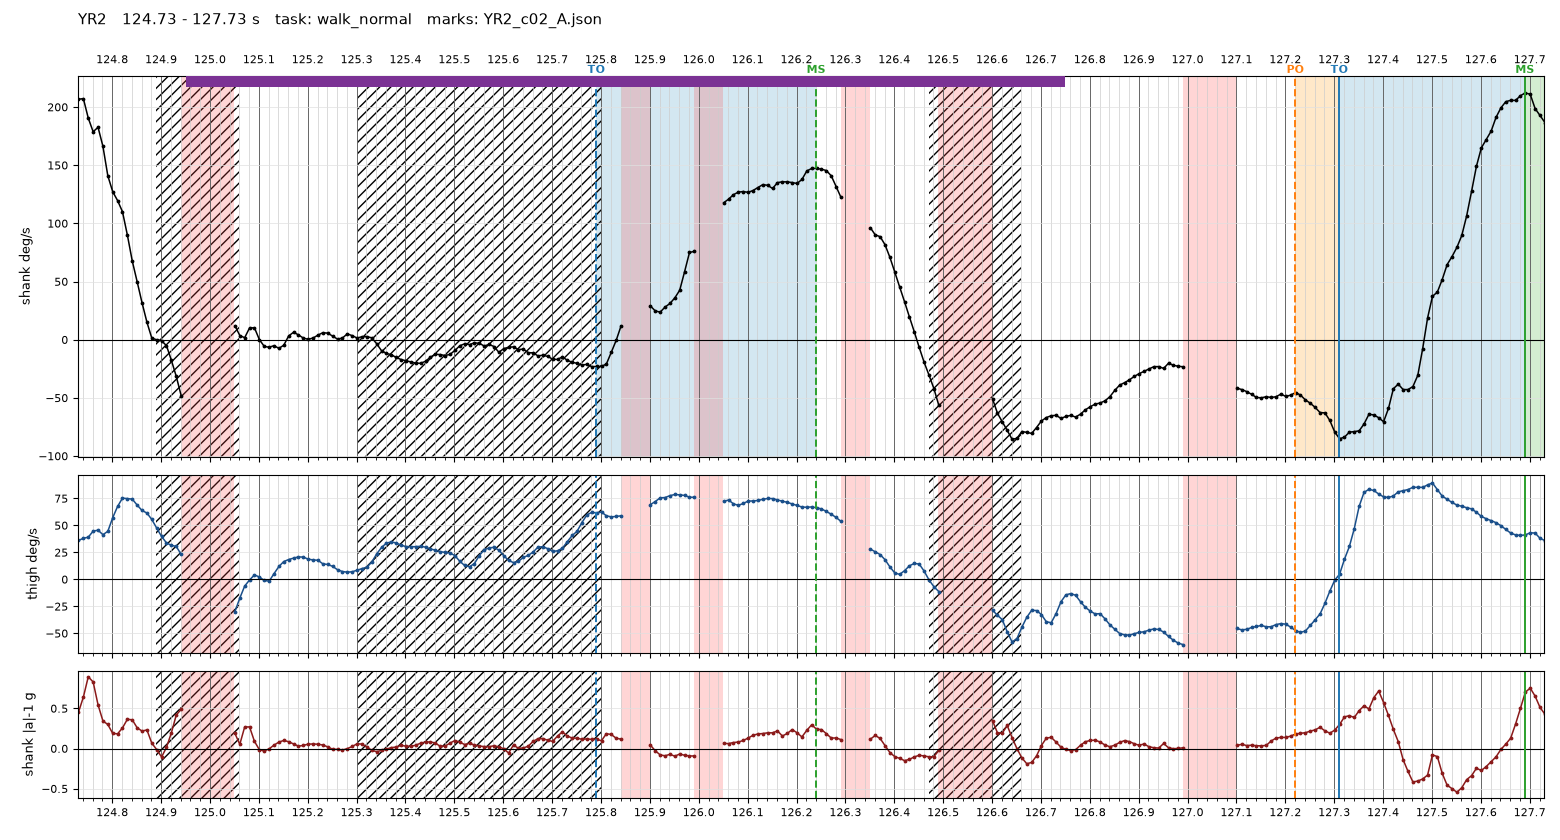 YR2   124.73 - 127.73 s   task: walk_normal   marks: YR2_c02_A.json
124.8 124.9 125.0 125.1 125.2 125.3 125.4 125.5 125.6 125.7 125.8 125.9 126.0 126.1 126.2 126.3 126.4 126.5 126.6 126.7 126.8 126.9 127.0 127.1 127.2 127.3 127.4 127.5 127.6 127.7
TO MS PO TO MS
shank deg/s
200
150
100
50
0
−50
−100
thigh deg/s
75
50
25
0
−25
−50
shank |a|-1 g
0.5
0.0
−0.5
124.8 124.9 125.0 125.1 125.2 125.3 125.4 125.5 125.6 125.7 125.8 125.9 126.0 126.1 126.2 126.3 126.4 126.5 126.6 126.7 126.8 126.9 127.0 127.1 127.2 127.3 127.4 127.5 127.6 127.7